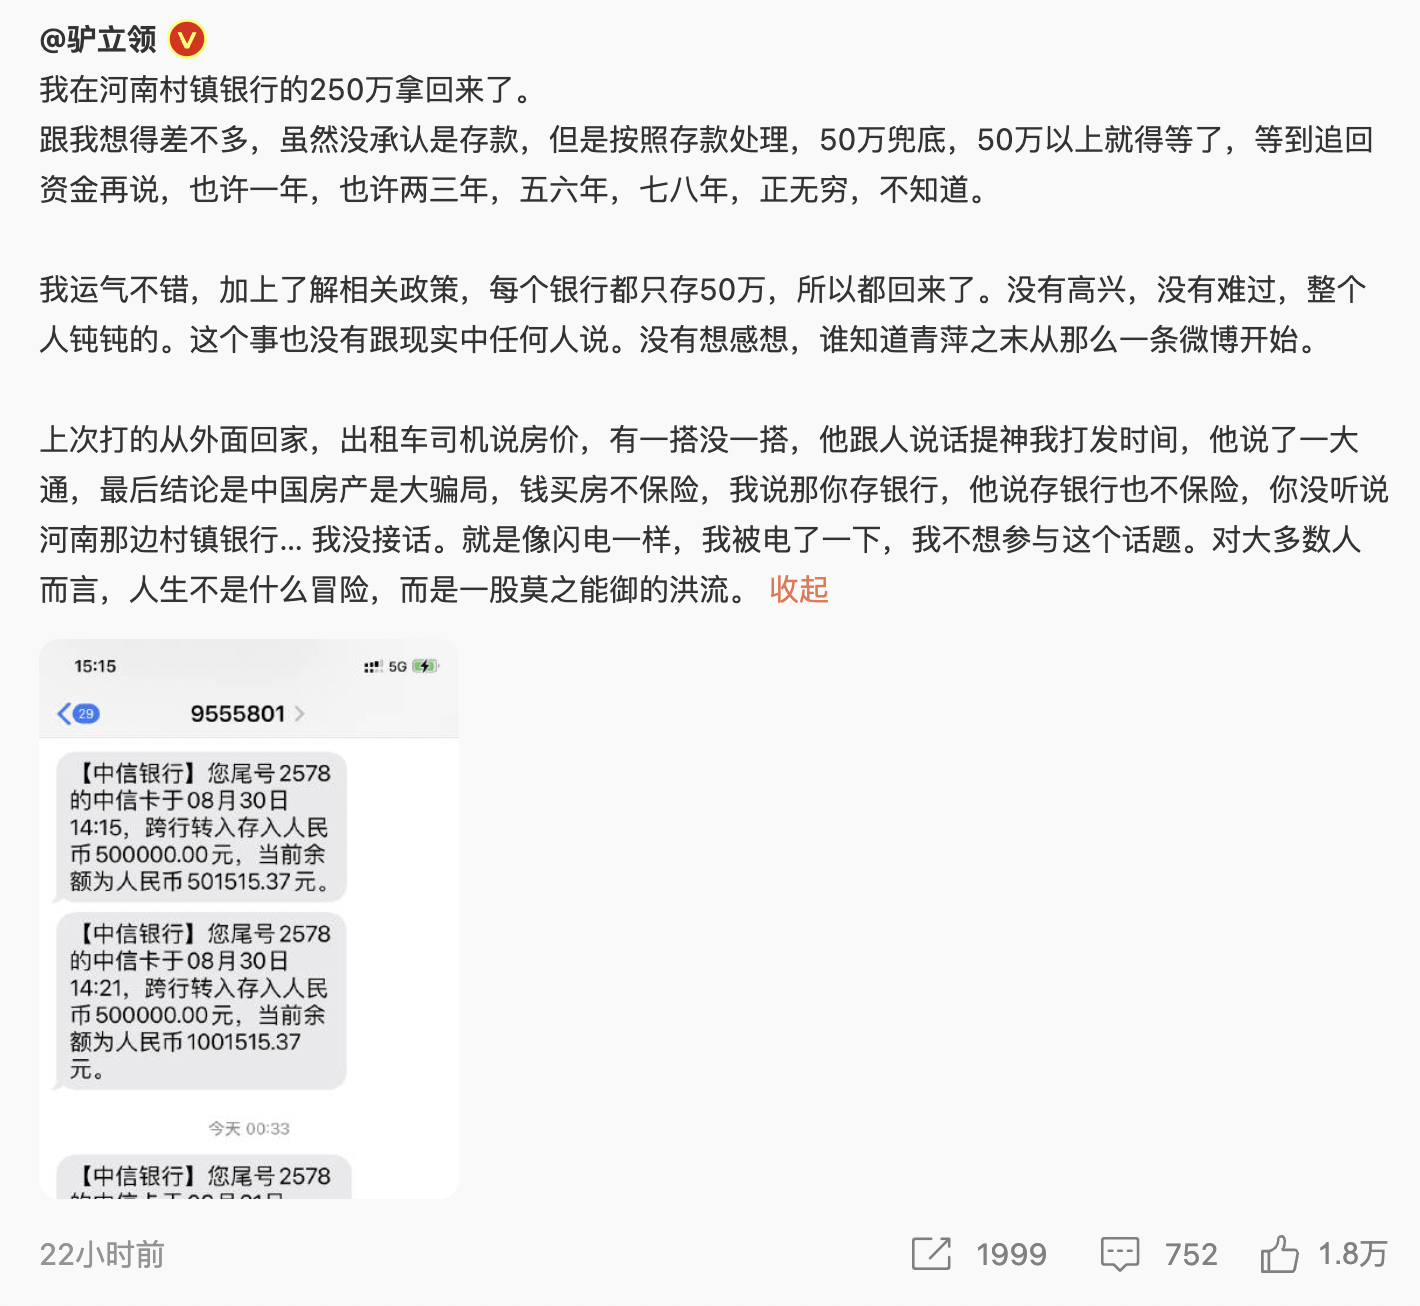 @驴立领
我在河南村镇银行的250万拿回来了。
跟我想得差不多，虽然没承认是存款，但是按照存款处理，50万兜底，50万以上就得等了，等到追回
资金再说，也许一年，也许两三年，五六年，七八年，正无穷，不知道。
我运气不错，加上了解相关政策，每个银行都只存50万，所以都回来了。没有高兴，没有难过，整个
人钝钝的。这个事也没有跟现实中任何人说。没有想感想，谁知道青萍之末从那么一条微博开始。
上次打的从外面回家，出租车司机说房价，有一搭没一搭，他跟人说话提神我打发时间，他说了一大
通，最后结论是中国房产是大骗局，钱买房不保险，我说那你存银行，他说存银行也不保险，你没听说
河南那边村镇银行... 我没接话。就是像闪电一样，我被电了一下，我不想参与这个话题。对大多数人
而言，人生不是什么冒险，而是一股莫之能御的洪流。 收起
15:15 5G
29 9555801
【中信银行】您尾号2578
的中信卡于08月30日
14:15，跨行转入存入人民
币500000.00元，当前余
额为人民币501515.37元。
【中信银行】您尾号2578
的中信卡于08月30日
14:21，跨行转入存入人民
币500000.00元，当前余
额为人民币1001515.37
元。
今天 00:33
【中信银行】您尾号2578
22小时前 1999 752 1.8万